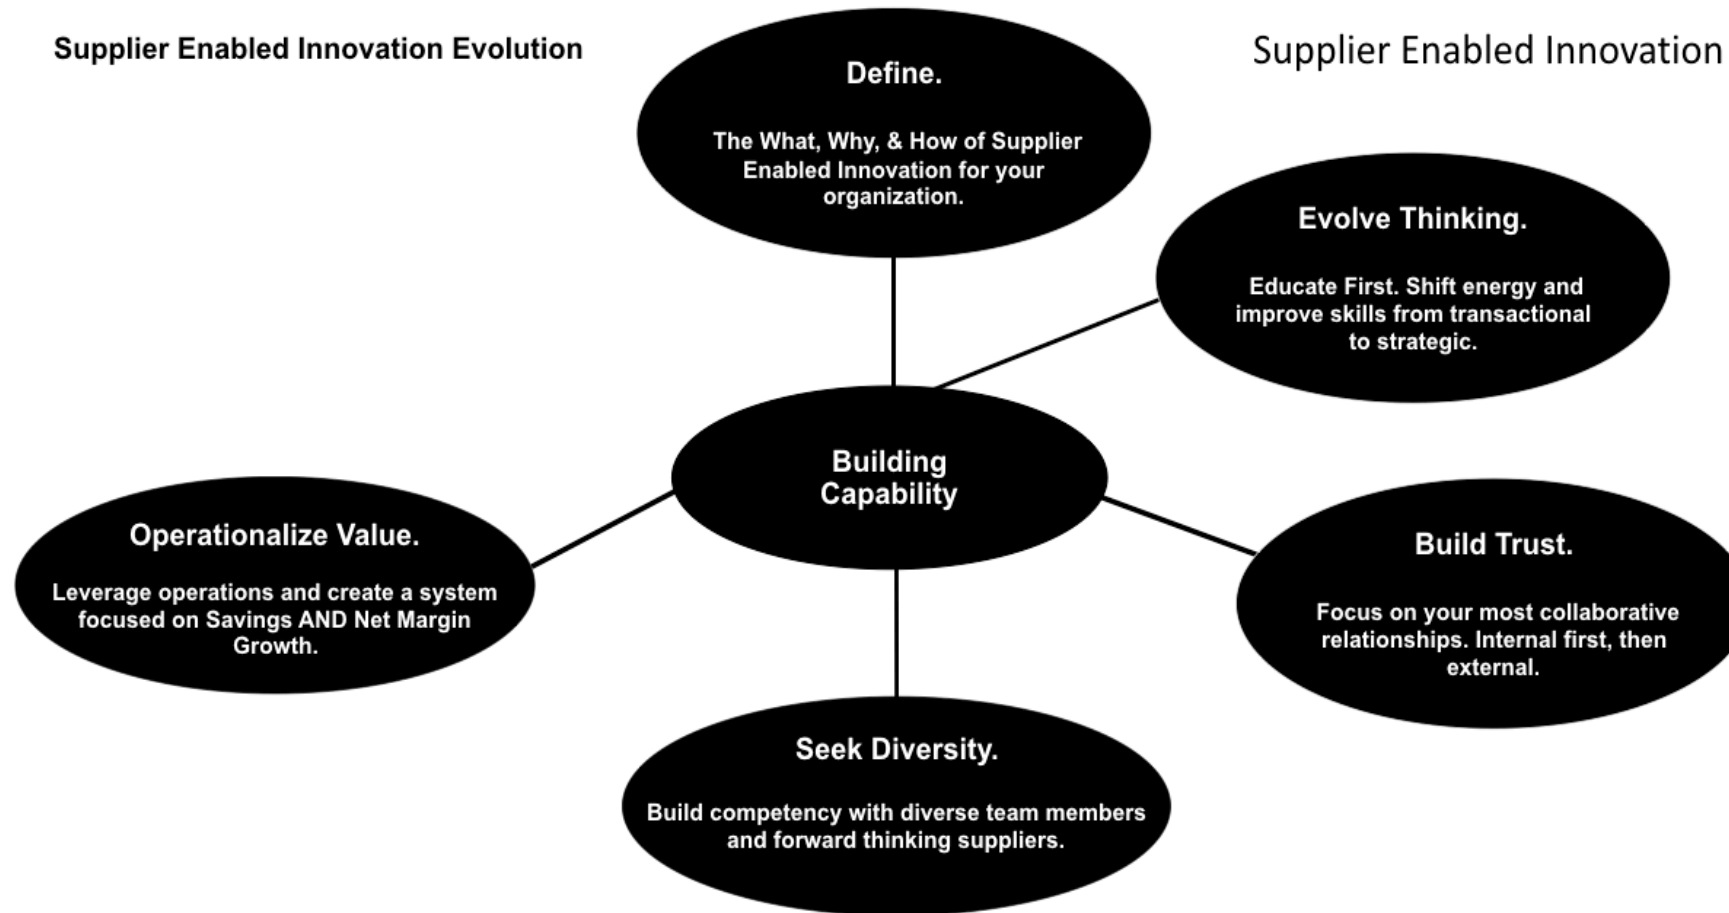 Supplier Enabled Innovation Evolution
Supplier Enabled Innovation
Define.
The What, Why, & How of Supplier
Enabled Innovation for your
organization.
Evolve Thinking.
Educate First. Shift energy and
improve skills from transactional
to strategic.
Building
Capability
Operationalize Value.
Leverage operations and create a system
focused on Savings AND Net Margin
Growth.
Build Trust.
Focus on your most collaborative
relationships. Internal first, then
external.
Seek Diversity.
Build competency with diverse team members
and forward thinking suppliers.